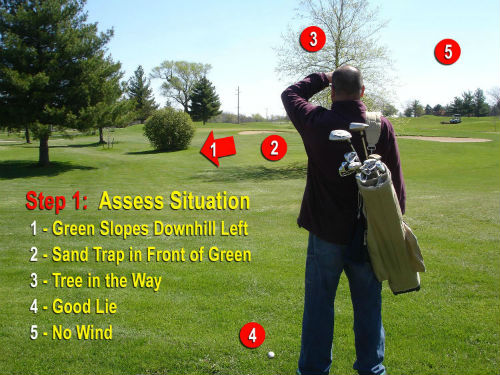 3
5
1
2
Step 1: Assess Situation
1 - Green Slopes Downhill Left
2 - Sand Trap in Front of Green
3 - Tree in the Way
4 - Good Lie
5 - No Wind
4